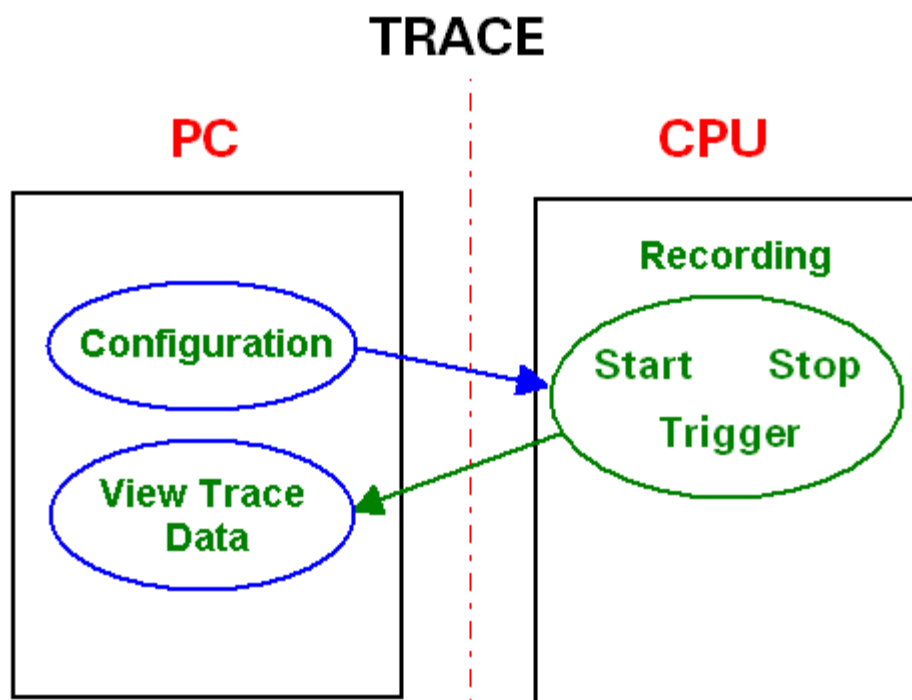 TRACE
PC
CPU
Configuration
View Trace
Data
Recording
Start Stop
Trigger